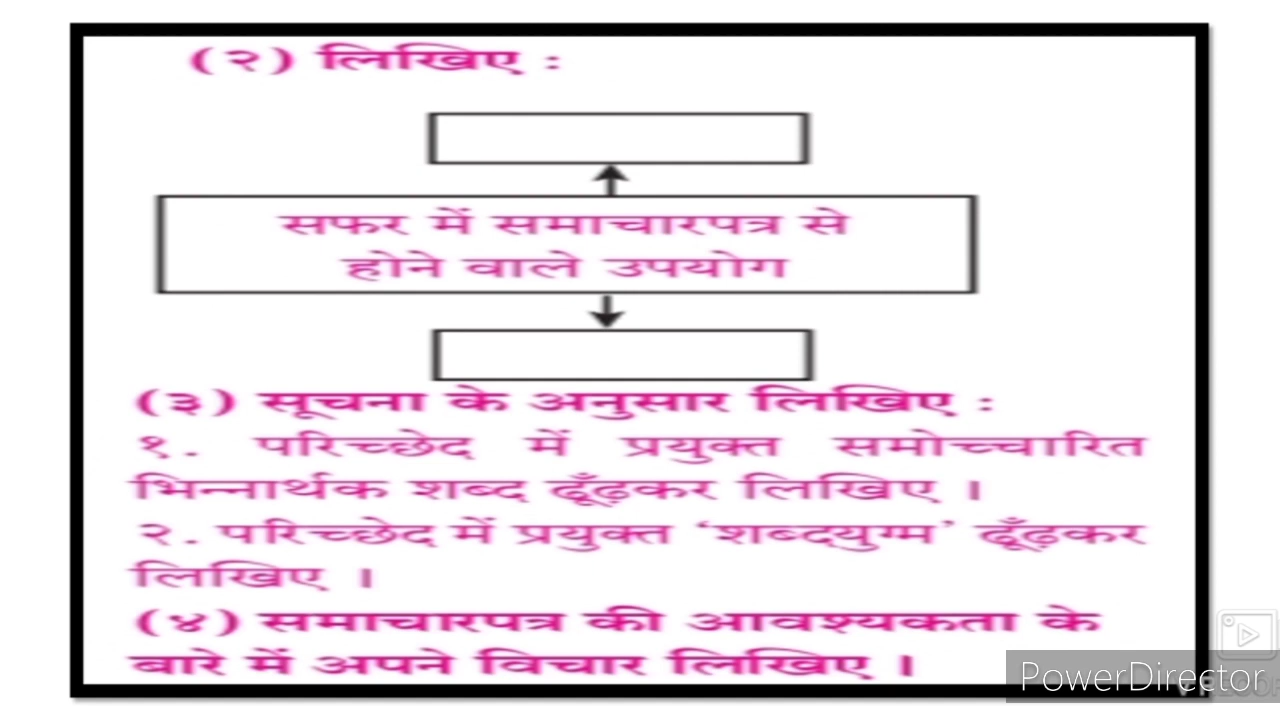 (२) लिखिए :
सफर में समाचारपत्र से
होने वाले उपयोग
(३) सूचना के अनुसार लिखिए :
१. परिच्छेद में प्रयुक्त समोच्चारित
भिन्नार्थक शब्द ढूँढ़कर लिखिए ।
२. परिच्छेद में प्रयुक्त ‘शब्दयुग्म’ ढूँढ़कर
लिखिए ।
(४) समाचारपत्र की आवश्यकता के
बारे में अपने विचार लिखिए ।
PowerDirector